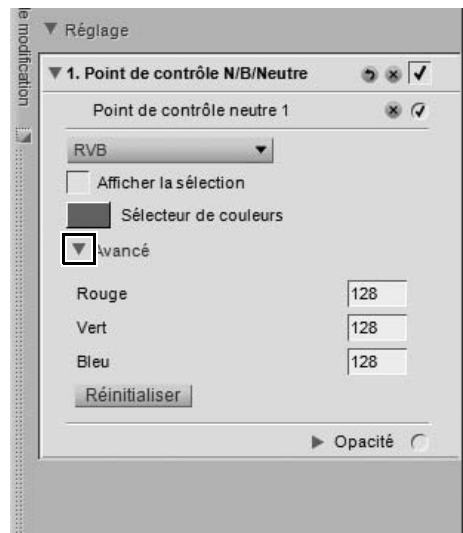 le modification
Réglage
1. Point de contrôle N/B/Neutre
Point de contrôle neutre 1
RVB
Afficher la sélection
Sélecteur de couleurs
Avancé
Rouge 128
Vert 128
Bleu 128
Réinitialiser
Opacité